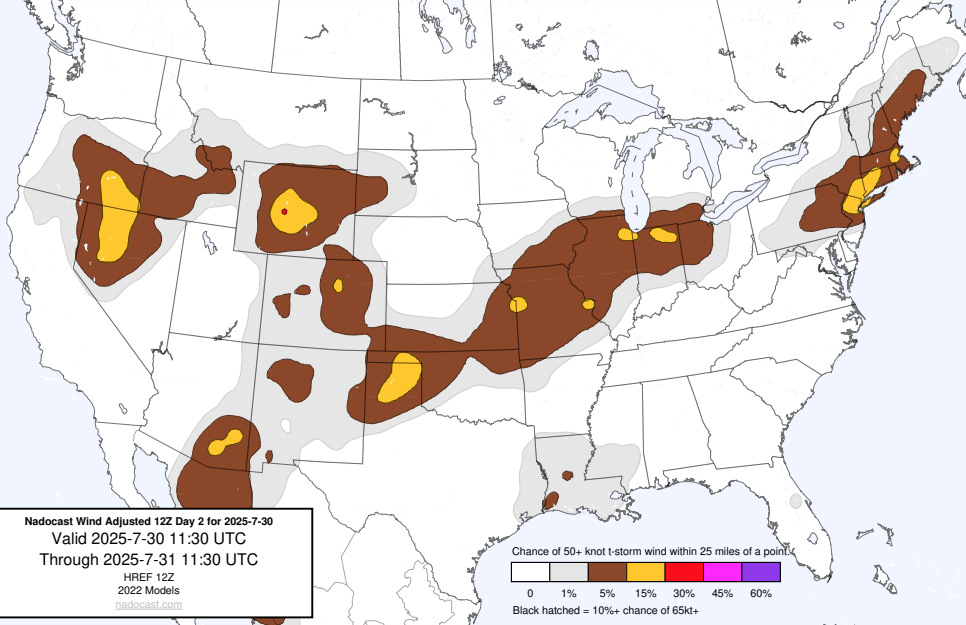 Nadocast Wind Adjusted 12Z Day 2 for 2025-7-30
Valid 2025-7-30 11:30 UTC
Through 2025-7-31 11:30 UTC
HREF 12Z
2022 Models
nadocast.com
Chance of 50+ knot t-storm wind within 25 miles of a point.
0 1% 5% 15% 30% 45% 60%
Black hatched = 10%+ chance of 65kt+